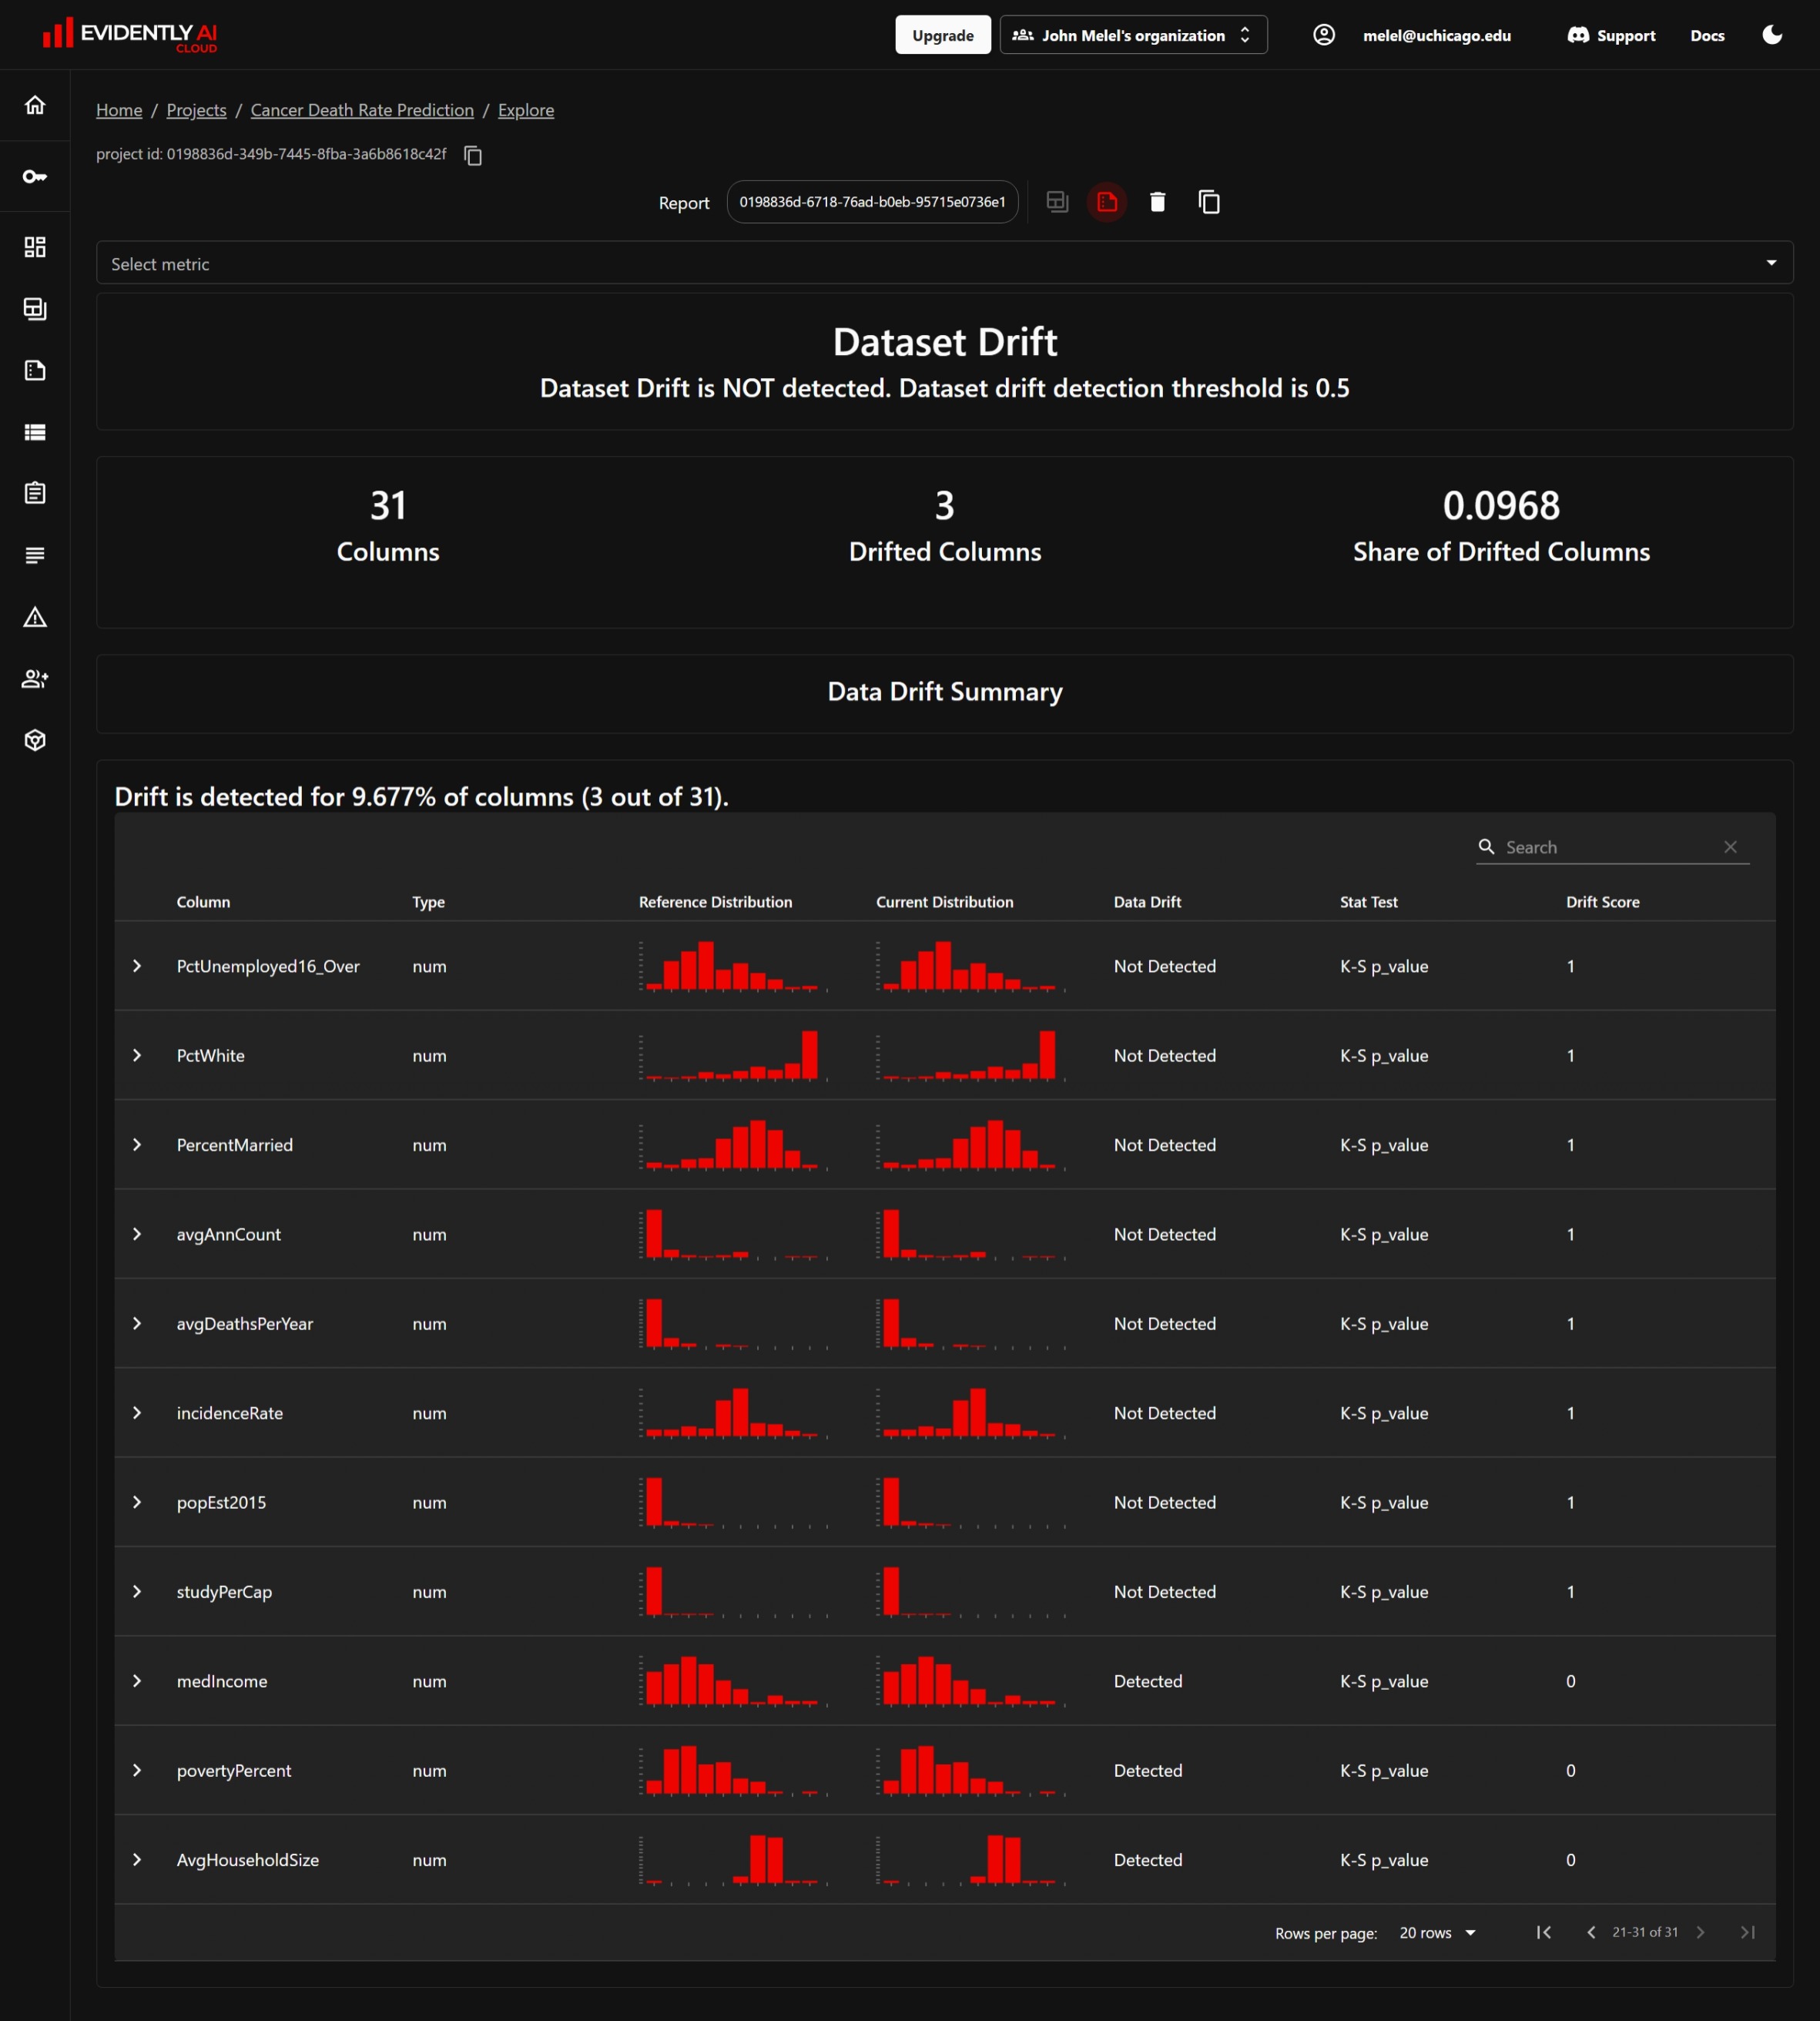 EVIDENTLY AI
CLOUD
Upgrade
John Melel's organization
melel@uchicago.edu
Support
Docs
Home / Projects / Cancer Death Rate Prediction / Explore
project id: 0198836d-349b-7445-8fba-3a6b8618c42f
Report 0198836d-6718-76ad-b0eb-95715e0736e1
Select metric
Dataset Drift
Dataset Drift is NOT detected. Dataset drift detection threshold is 0.5
31 3 0.0968
Columns Drifted Columns Share of Drifted Columns
Data Drift Summary
Drift is detected for 9.677% of columns (3 out of 31).
Search
Column Type Reference Distribution Current Distribution Data Drift Stat Test Drift Score
PctUnemployed16_Over num Not Detected K-S p_value 1
PctWhite num Not Detected K-S p_value 1
PercentMarried num Not Detected K-S p_value 1
avgAnnCount num Not Detected K-S p_value 1
avgDeathsPerYear num Not Detected K-S p_value 1
incidenceRate num Not Detected K-S p_value 1
popEst2015 num Not Detected K-S p_value 1
studyPerCap num Not Detected K-S p_value 1
medIncome num Detected K-S p_value 0
povertyPercent num Detected K-S p_value 0
AvgHouseholdSize num Detected K-S p_value 0
Rows per page: 20 rows 21-31 of 31